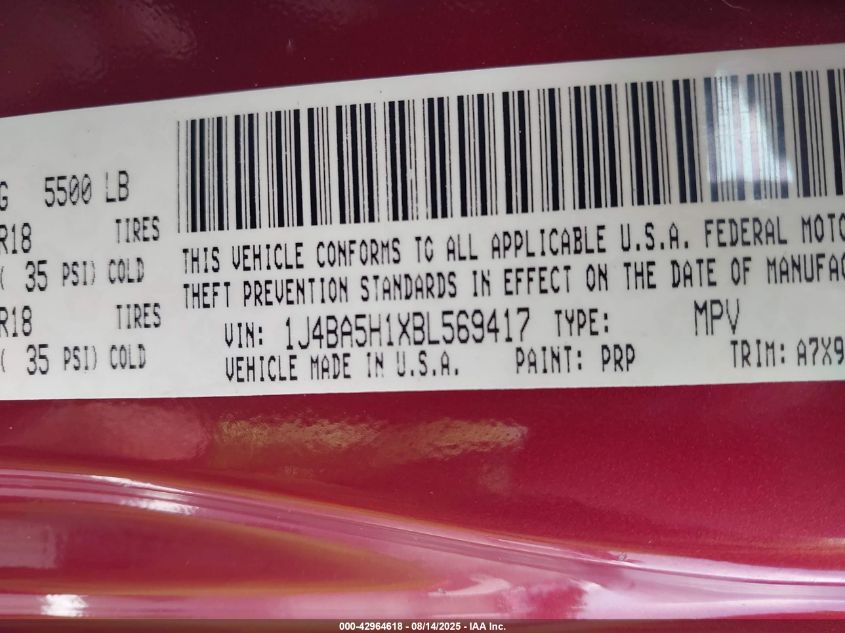 G 5500 LB
R18 TIRES
( 35 PSI) COLD
R18 TIRES
( 35 PSI) COLD
THIS VEHICLE CONFORMS TO ALL APPLICABLE U.S.A. FEDERAL MOTO
THEFT PREVENTION STANDARDS IN EFFECT ON THE DATE OF MANUFAC
VIN: 1J4BA5H1XBL569417 TYPE: MPV
VEHICLE MADE IN U.S.A. PAINT: PRP TRIM: A7X9
000-42964618 - 08/14/2025 - IAA Inc.